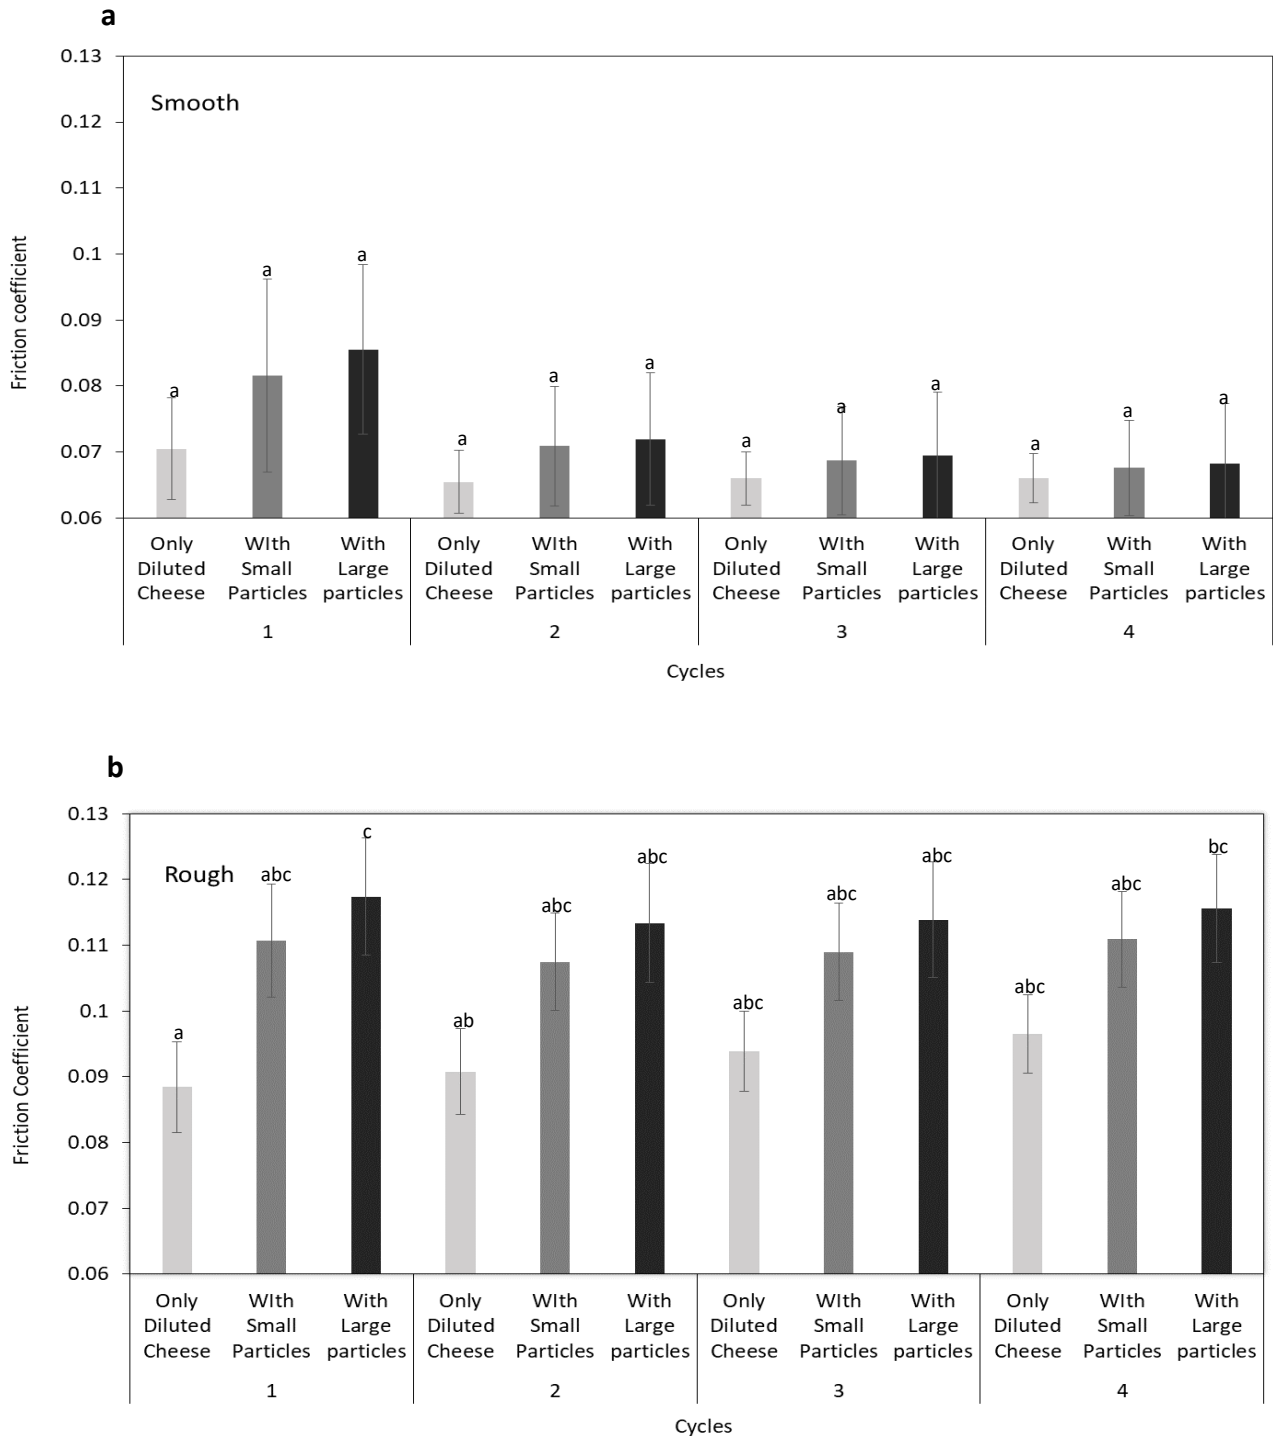 a
0.13
Smooth
0.12
0.11
0.1
0.09
0.08
0.07
0.06
Friction coefficient
a
a
a
a
a
a
a
a
a
a
a
a
Only Diluted Cheese
WIth Small Particles
With Large particles
Only Diluted Cheese
WIth Small Particles
With Large particles
Only Diluted Cheese
WIth Small Particles
With Large particles
Only Diluted Cheese
With Small Particles
With Large particles
1
2
3
4
Cycles
b
0.13
Rough
0.12
0.11
0.1
0.09
0.08
0.07
0.06
Friction Coefficient
a
abc
c
ab
abc
abc
abc
abc
abc
abc
abc
bc
Only Diluted Cheese
WIth Small Particles
With Large particles
Only Diluted Cheese
WIth Small Particles
With Large particles
Only Diluted Cheese
WIth Small Particles
With Large particles
Only Diluted Cheese
WIth Small Particles
With Large particles
1
2
3
4
Cycles